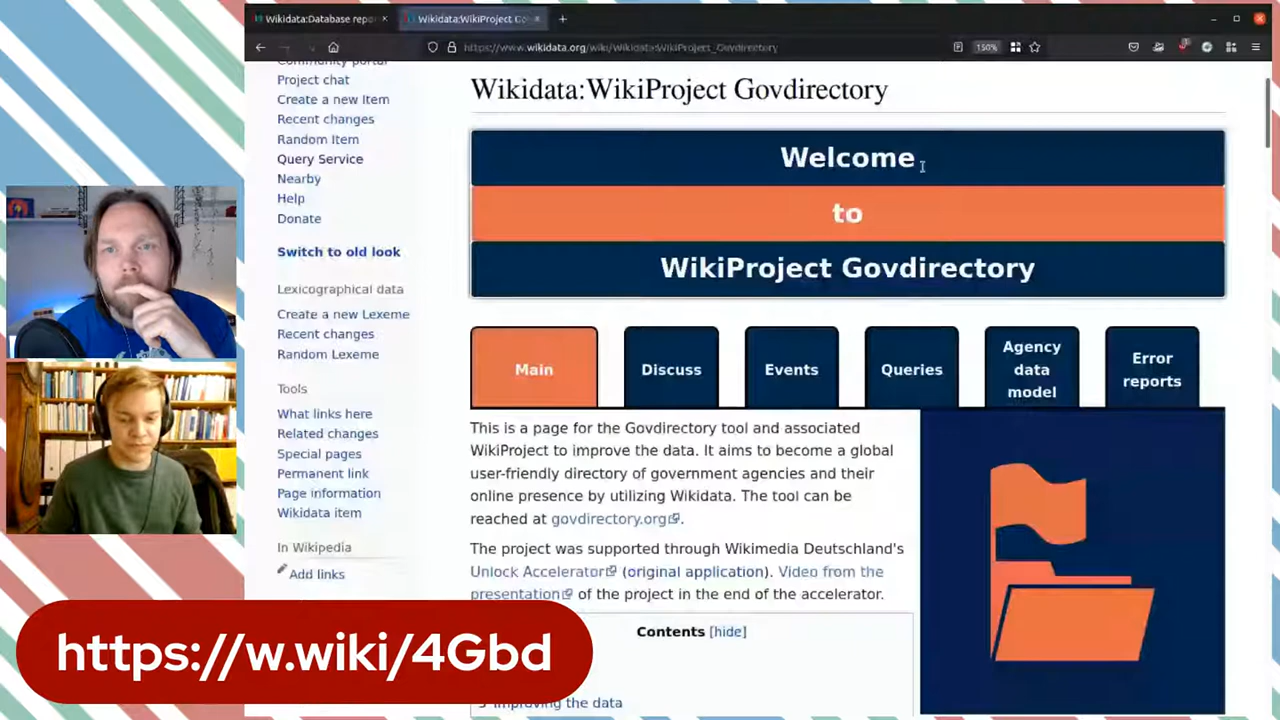 Wikidata:Database repo
Wikidata:WikiProject Go
https://www.wikidata.org/wiki/Wikidata:WikiProject_Govdirectory
150%
Community portal
Project chat
Create a new Item
Recent changes
Random Item
Query Service
Nearby
Help
Donate
Switch to old look
Lexicographical data
Create a new Lexeme
Recent changes
Random Lexeme
Tools
What links here
Related changes
Special pages
Permanent link
Page information
Wikidata item
In Wikipedia
Add links
Wikidata:WikiProject Govdirectory
Welcome
to
WikiProject Govdirectory
Main
Discuss
Events
Queries
Agency
data
model
Error
reports
This is a page for the Govdirectory tool and associated
WikiProject to improve the data. It aims to become a global
user-friendly directory of government agencies and their
online presence by utilizing Wikidata. The tool can be
reached at govdirectory.org.
The project was supported through Wikimedia Deutschland's
Unlock Accelerator (original application). Video from the
presentation of the project in the end of the accelerator.
Contents [hide]
Improving the data
https://w.wiki/4Gbd